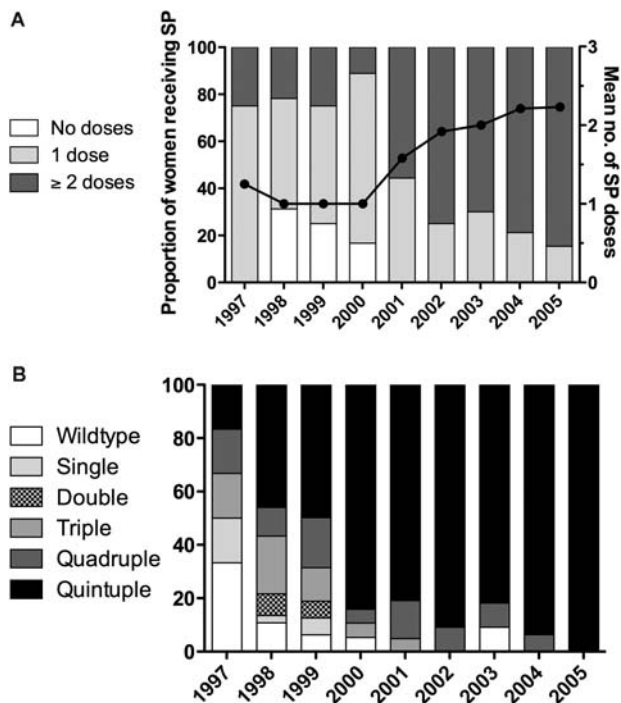 A
No doses
1 dose
≥ 2 doses
Proportion of women receiving SP
100
80
60
40
20
0
3
2
1
0
Mean no. of SP doses
1997 1998 1999 2000 2001 2002 2003 2004 2005
B
Wildtype
Single
Double
Triple
Quadruple
Quintuple
100
80
60
40
20
0
1997 1998 1999 2000 2001 2002 2003 2004 2005